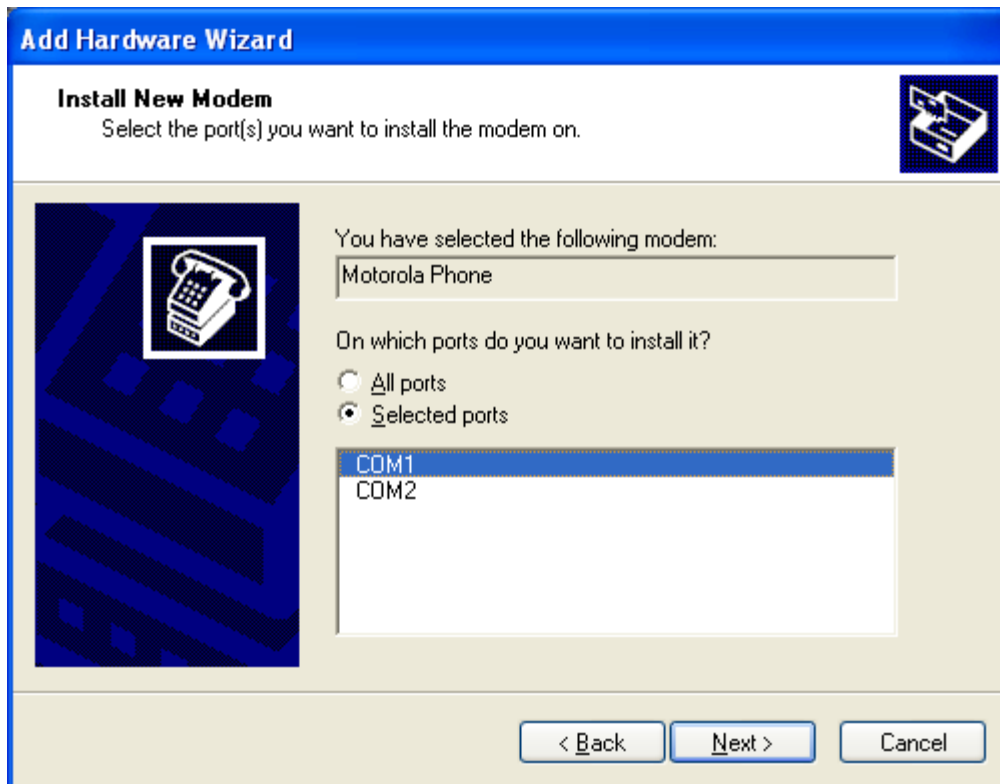 Add Hardware Wizard
Install New Modem
Select the port(s) you want to install the modem on.
You have selected the following modem:
Motorola Phone
On which ports do you want to install it?
All ports
Selected ports
COM1
COM2
< Back Next > Cancel